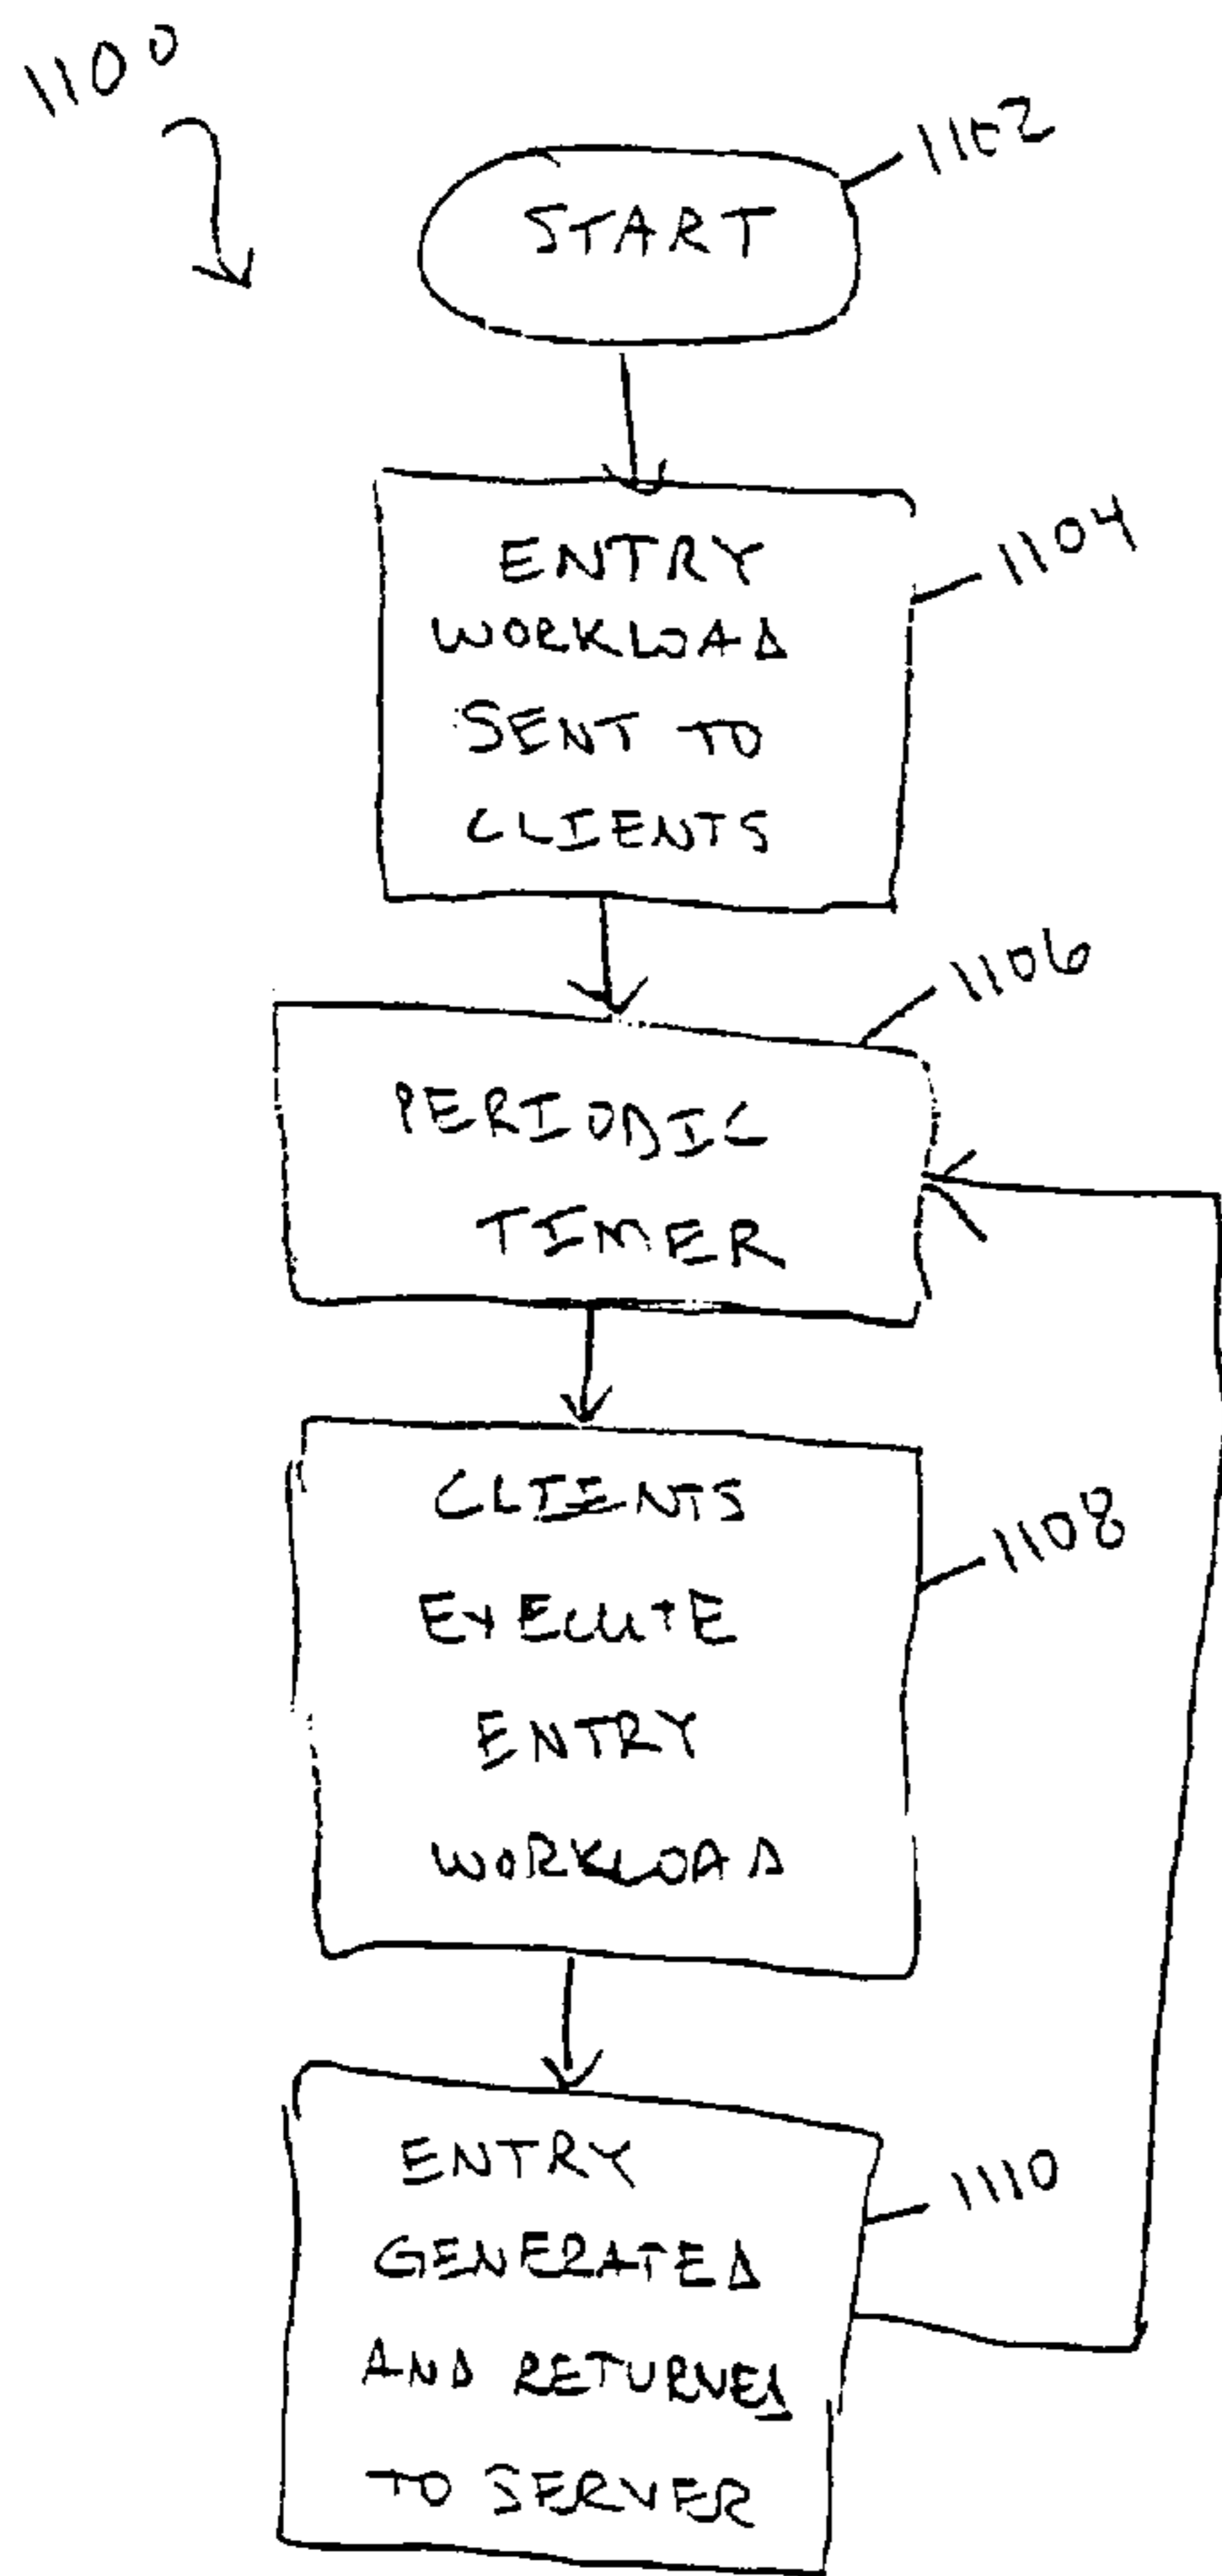 1100
START
1102
ENTRY
WORKLOAD
SENT TO
CLIENTS
1104
PERIODIC
TIMER
1106
CLIENTS
EXECUTE
ENTRY
WORKLOAD
1108
ENTRY
GENERATED
AND RETURNED
TO SERVER
1110